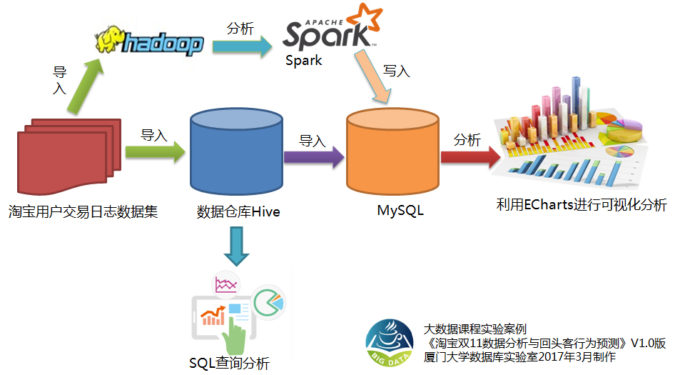 hadoop
分析
APACHE
Spark
Spark
导入
写入
导入
导入
分析
淘宝用户交易日志数据集
数据仓库Hive
MySQL
利用ECharts进行可视化分析
SQL查询分析
BIG DATA
大数据课程实验案例
《淘宝双11数据分析与回头客行为预测》V1.0版
厦门大学数据库实验室2017年3月制作